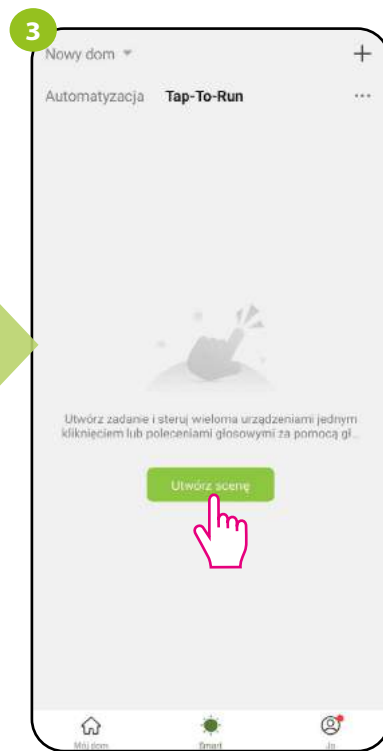 3
Nowy dom
Automatyzacja Tap-To-Run ...
Utwórz zadanie i steruj wieloma urządzeniami jednym
kliknięciem lub poleceniami głosowymi za pomocą gł...
Utwórz scenę
Mój dom Smart Ja